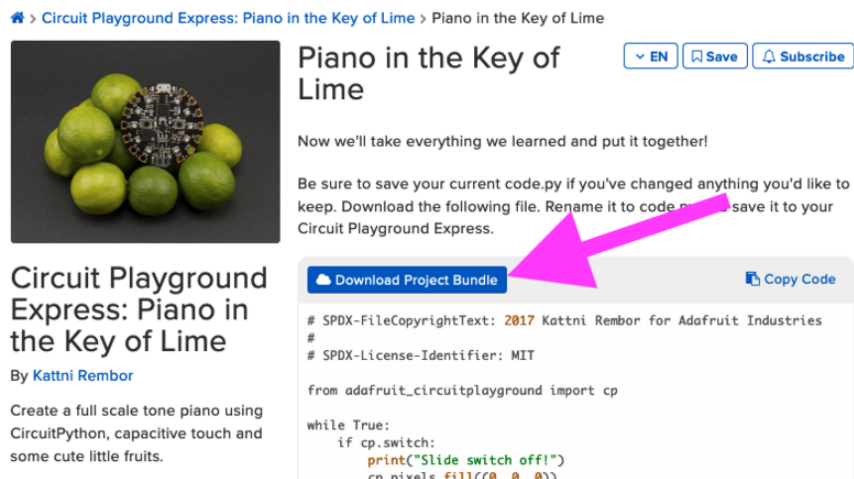 Circuit Playground Express: Piano in the Key of Lime > Piano in the Key of Lime
Piano in the Key of
Lime
EN
Save
Subscribe
Now we'll take everything we learned and put it together!
Be sure to save your current code.py if you've changed anything you'd like to
keep. Download the following file. Rename it to code save it to your
Circuit Playground Express.
Download Project Bundle
Copy Code
# SPDX-FileCopyrightText: 2017 Kattni Rembor for Adafruit Industries
#
# SPDX-License-Identifier: MIT
from adafruit_circuitplayground import cp
while True:
if cp.switch:
print("Slide switch off!")
cp.pixels.fill((0, 0, 0))
Circuit Playground
Express: Piano in
the Key of Lime
By Kattni Rembor
Create a full scale tone piano using
CircuitPython, capacitive touch and
some cute little fruits.